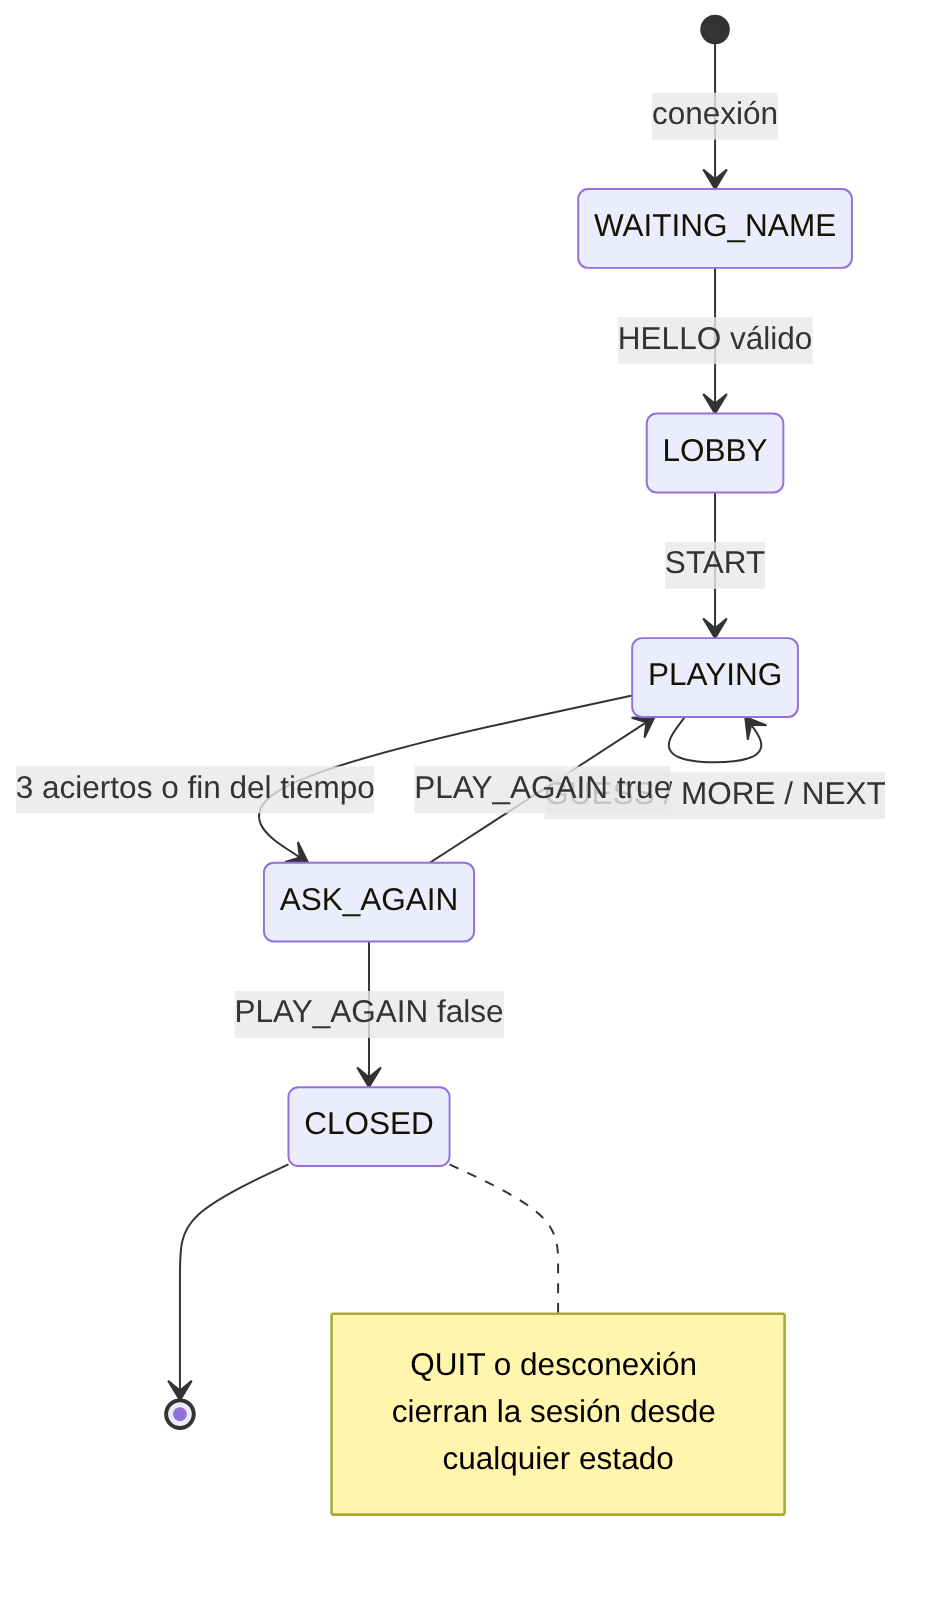 conexión
WAITING_NAME
HELLO válido
LOBBY
START
PLAYING
3 aciertos o fin del tiempo
PLAY_AGAIN true
GUESS / MORE / NEXT
ASK_AGAIN
PLAY_AGAIN false
CLOSED
QUIT o desconexión
cierran la sesión desde
cualquier estado